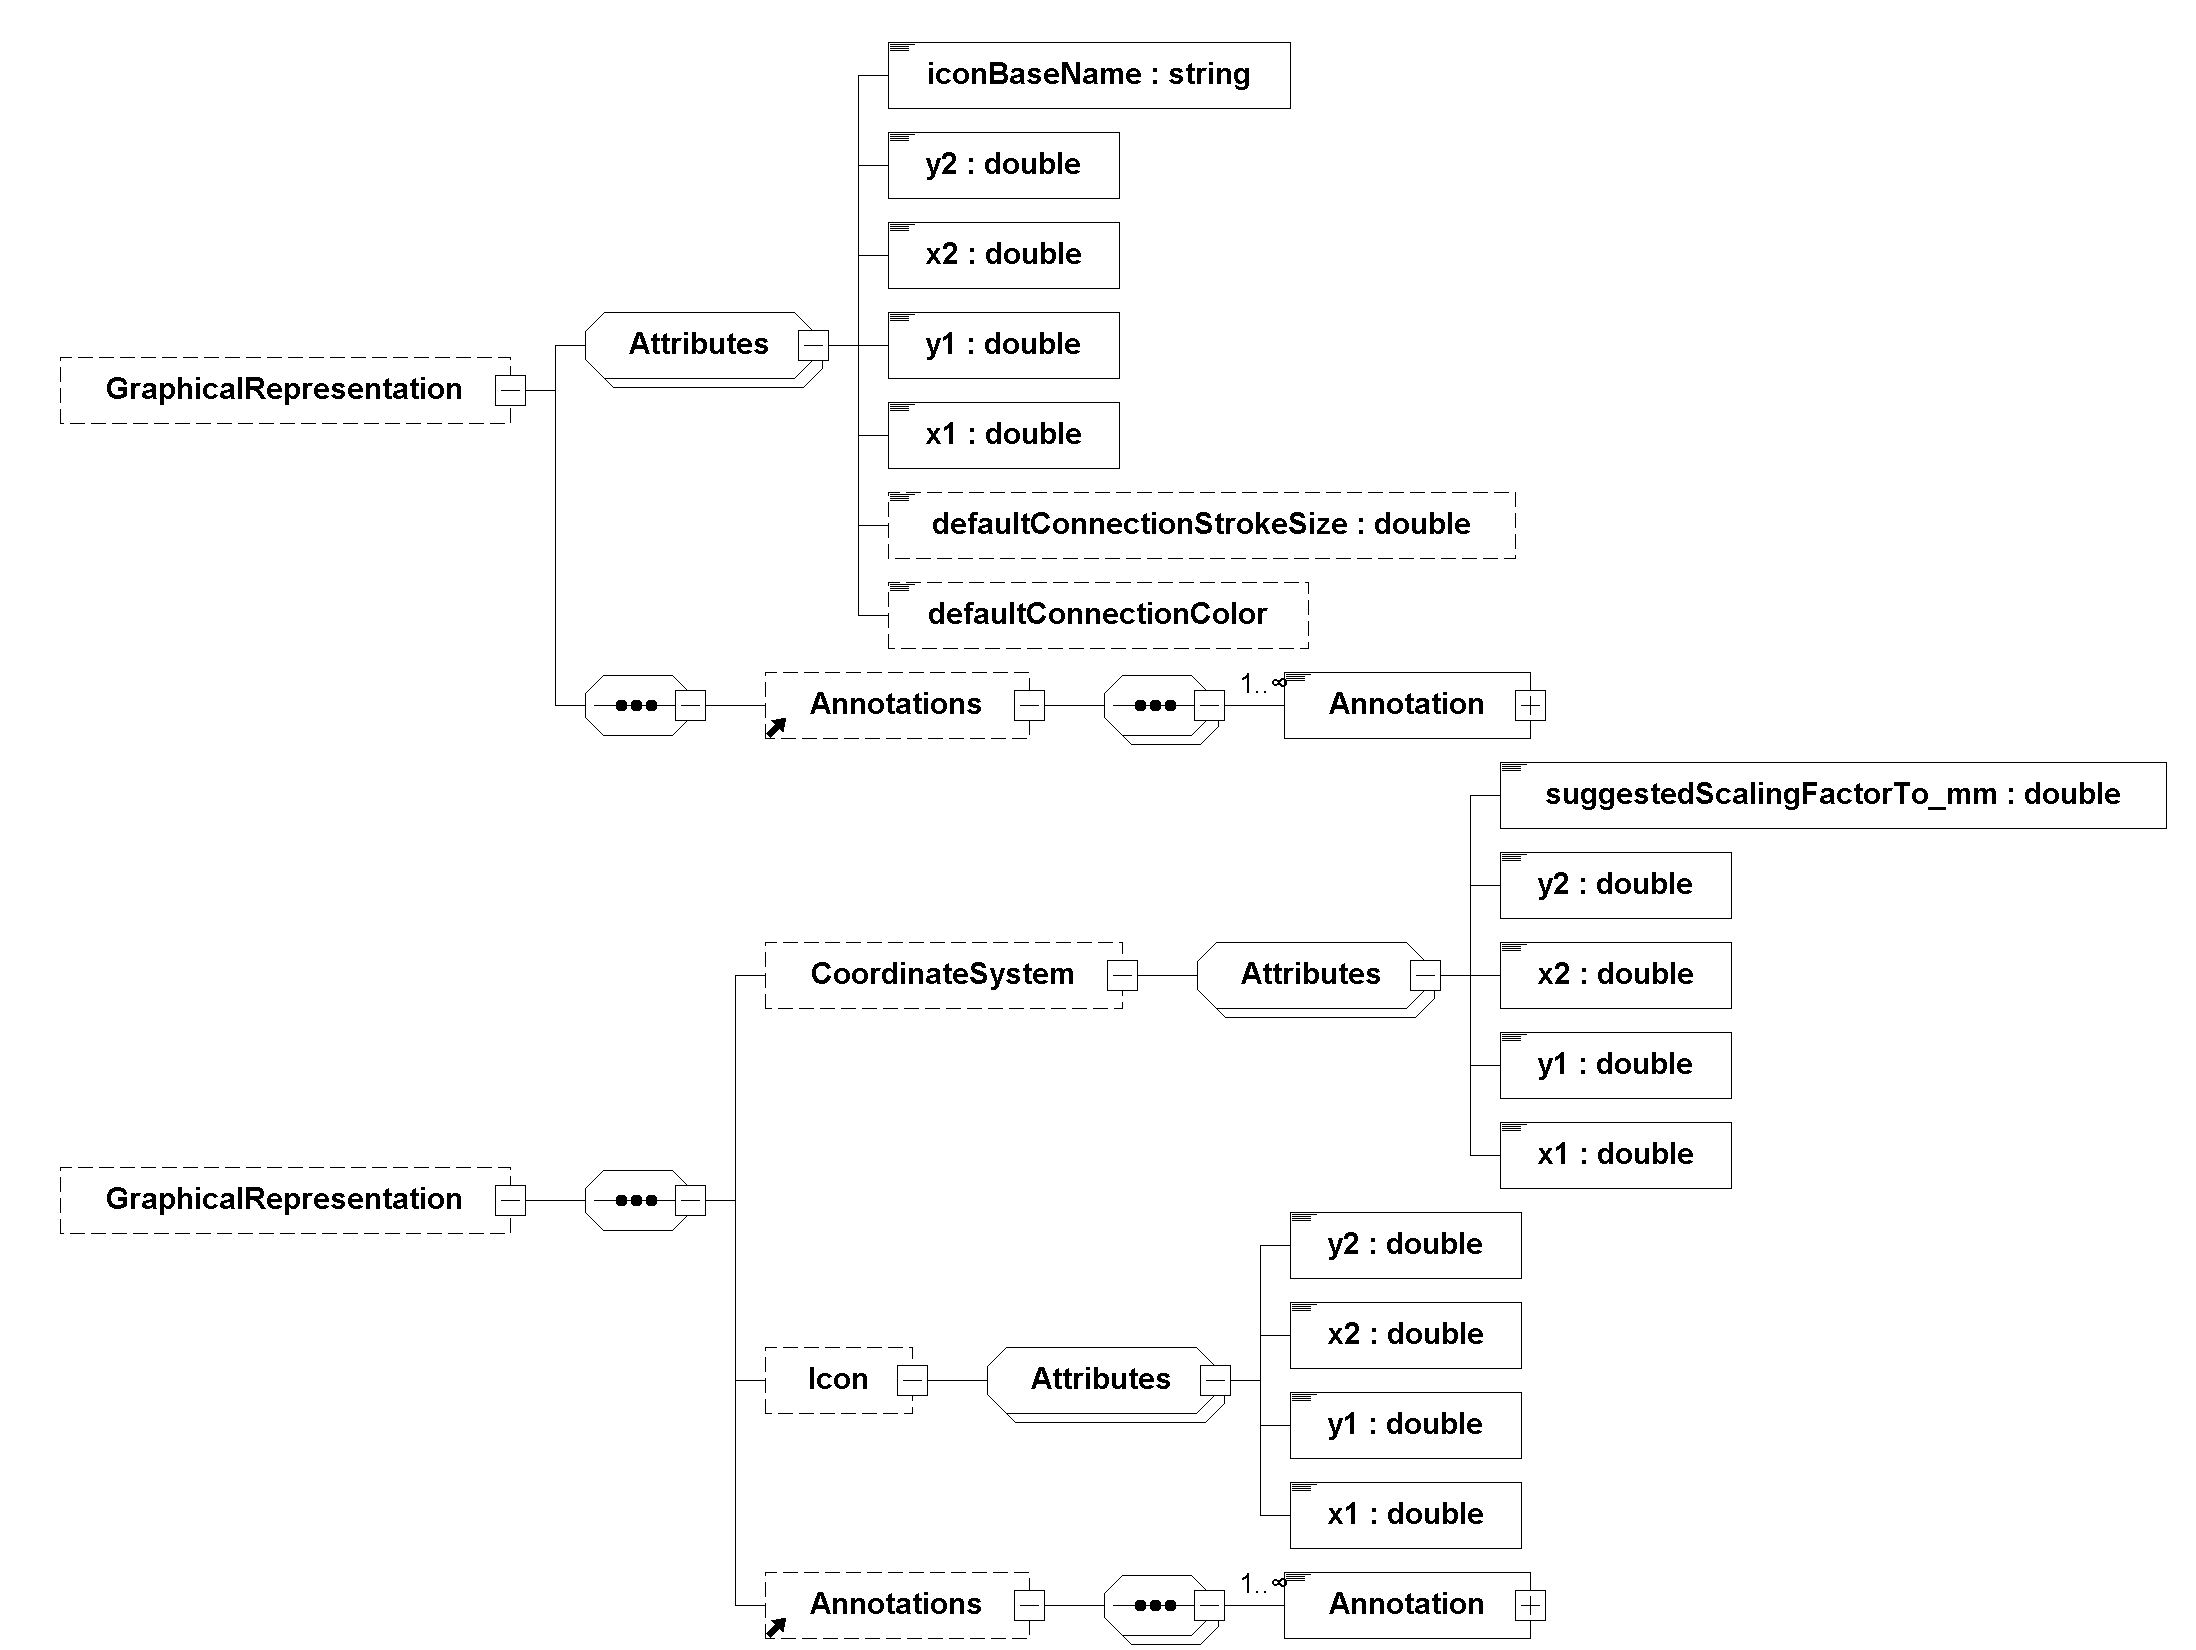 iconBaseName : string
y2 : double
x2 : double
Attributes
y1 : double
GraphicalRepresentation
x1 : double
defaultConnectionStrokeSize : double
defaultConnectionColor
Annotations
1..∞
Annotation
suggestedScalingFactorTo_mm : double
y2 : double
CoordinateSystem
Attributes
x2 : double
y1 : double
x1 : double
GraphicalRepresentation
y2 : double
x2 : double
Icon
Attributes
y1 : double
x1 : double
Annotations
1..∞
Annotation